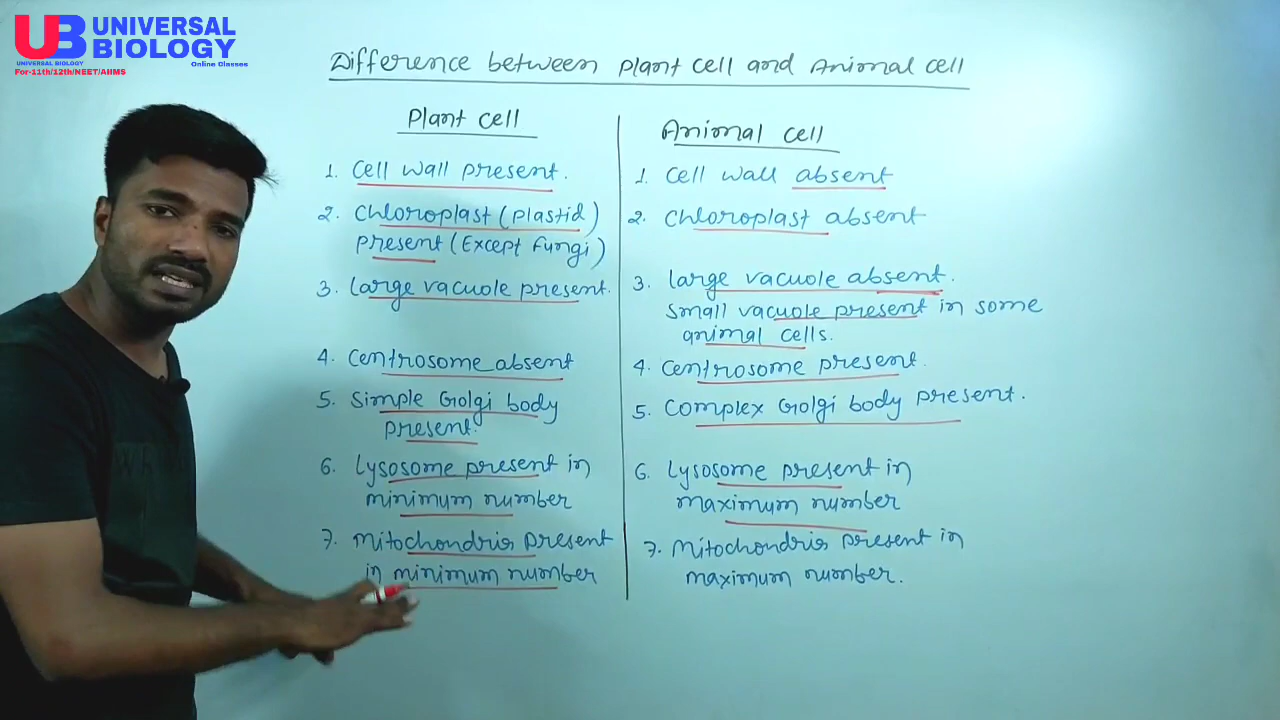 UB UNIVERSAL
BIOLOGY
UNIVERSAL BIOLOGY Online Classes
For-11th/12th/NEET/AIIMS
Difference between Plant cell and Animal cell
Plant cell
1. Cell wall present.
2. Chloroplast (Plastid)
present (Except Fungi)
3. large vacuole present.
4. Centrosome absent
5. Simple Golgi body
present.
6. Lysosome present in
minimum number
7. Mitochondria present
in minimum number
Animal cell
1. Cell wall absent
2. Chloroplast absent
3. large vacuole absent.
small vacuole present in some
animal cells.
4. Centrosome present.
5. Complex Golgi body present.
6. Lysosome present in
maximum number
7. Mitochondria present in
maximum number.